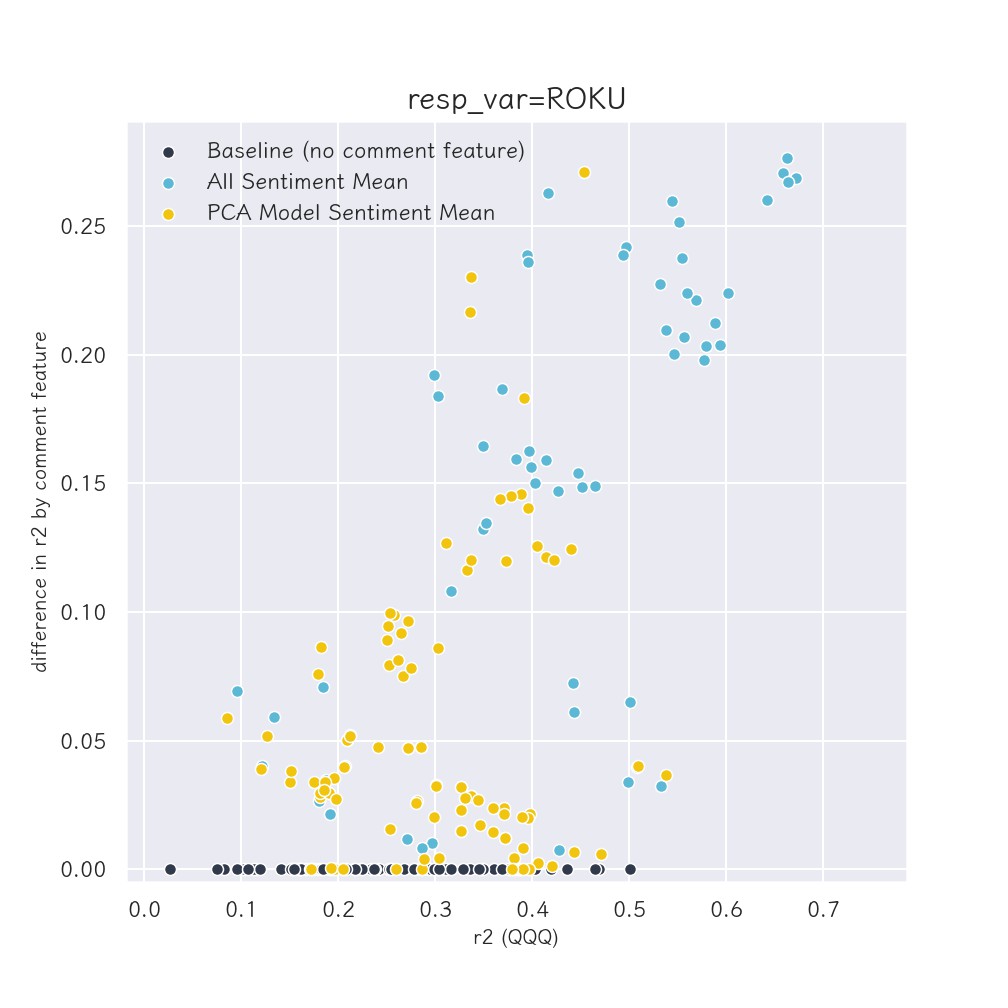 resp_var=ROKU
Baseline (no comment feature)
All Sentiment Mean
PCA Model Sentiment Mean
difference in r2 by comment feature
0.25
0.20
0.15
0.10
0.05
0.00
0.0 0.1 0.2 0.3 0.4 0.5 0.6 0.7
r2 (QQQ)